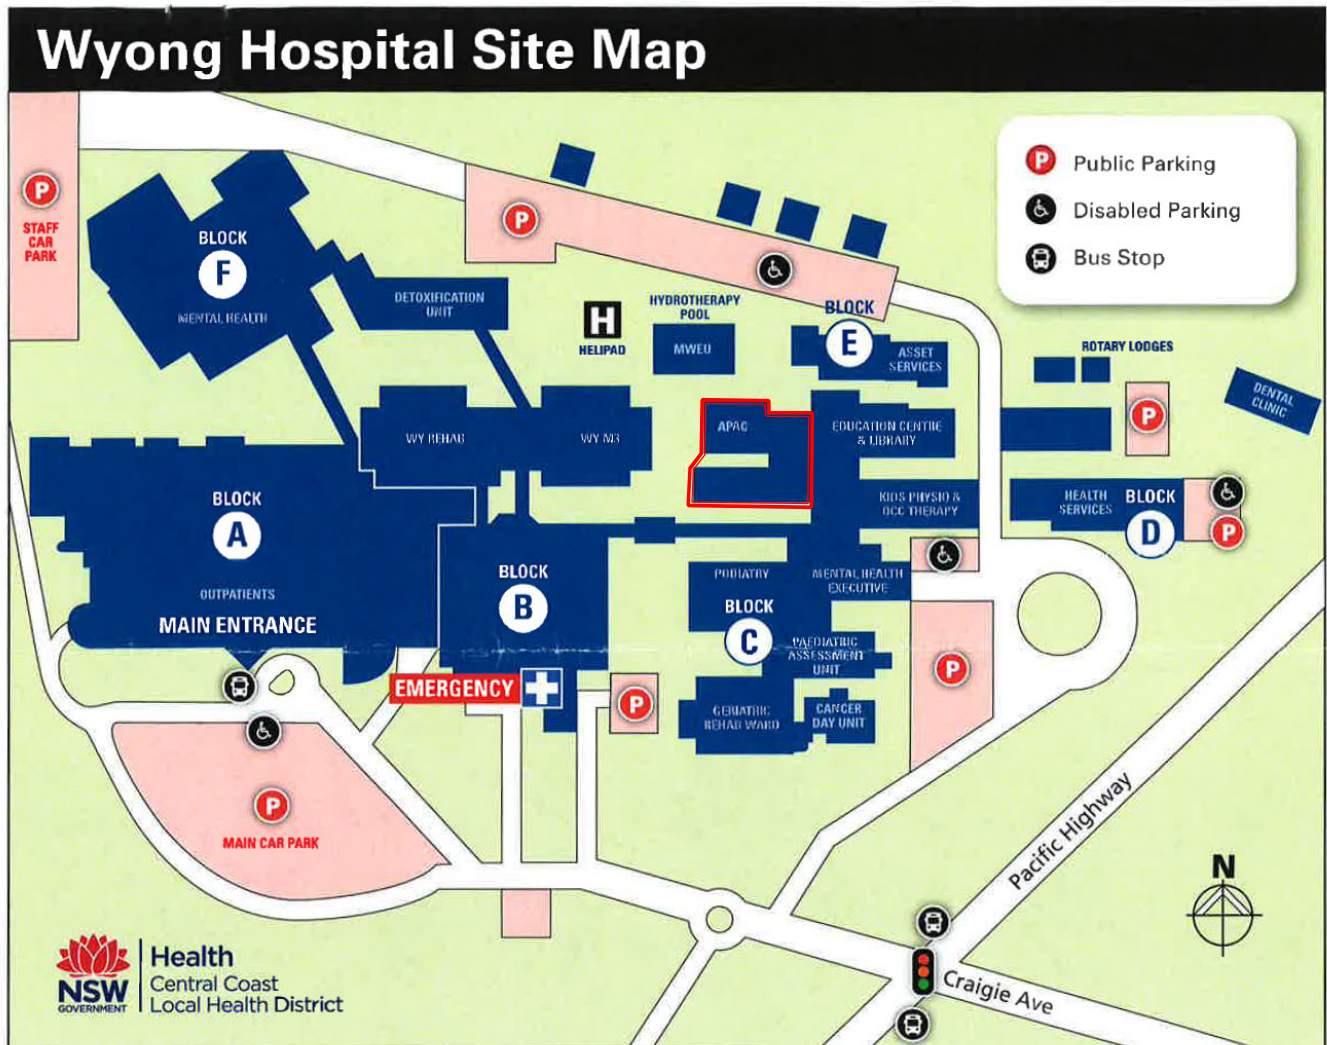 Wyong Hospital Site Map
P
Public Parking
Disabled Parking
Bus Stop
P
STAFF
CAR
PARK
BLOCK
F
MENTAL HEALTH
DETOXIFICATION
UNIT
P
H
HELIPAD
HYDROTHERAPY
POOL
MWEU
BLOCK
E
ASSET
SERVICES
ROTARY LODGES
P
DENTAL
CLINIC
WY REHAB
WY M3
APAC
EDUCATION CENTRE
& LIBRARY
KIDS PHYSIO &
OCC THERAPY
HEALTH
SERVICES
BLOCK
D
P
BLOCK
A
OUTPATIENTS
MAIN ENTRANCE
BLOCK
B
EMERGENCY
P
PODIATRY
MENTAL HEALTH
EXECUTIVE
BLOCK
C
PAEDIATRIC
ASSESSMENT
UNIT
GERIATRIC
REHAB WARD
CANCER
DAY UNIT
P
P
MAIN CAR PARK
Pacific Highway
Craigie Ave
N
NSW
GOVERNMENT
Health
Central Coast
Local Health District